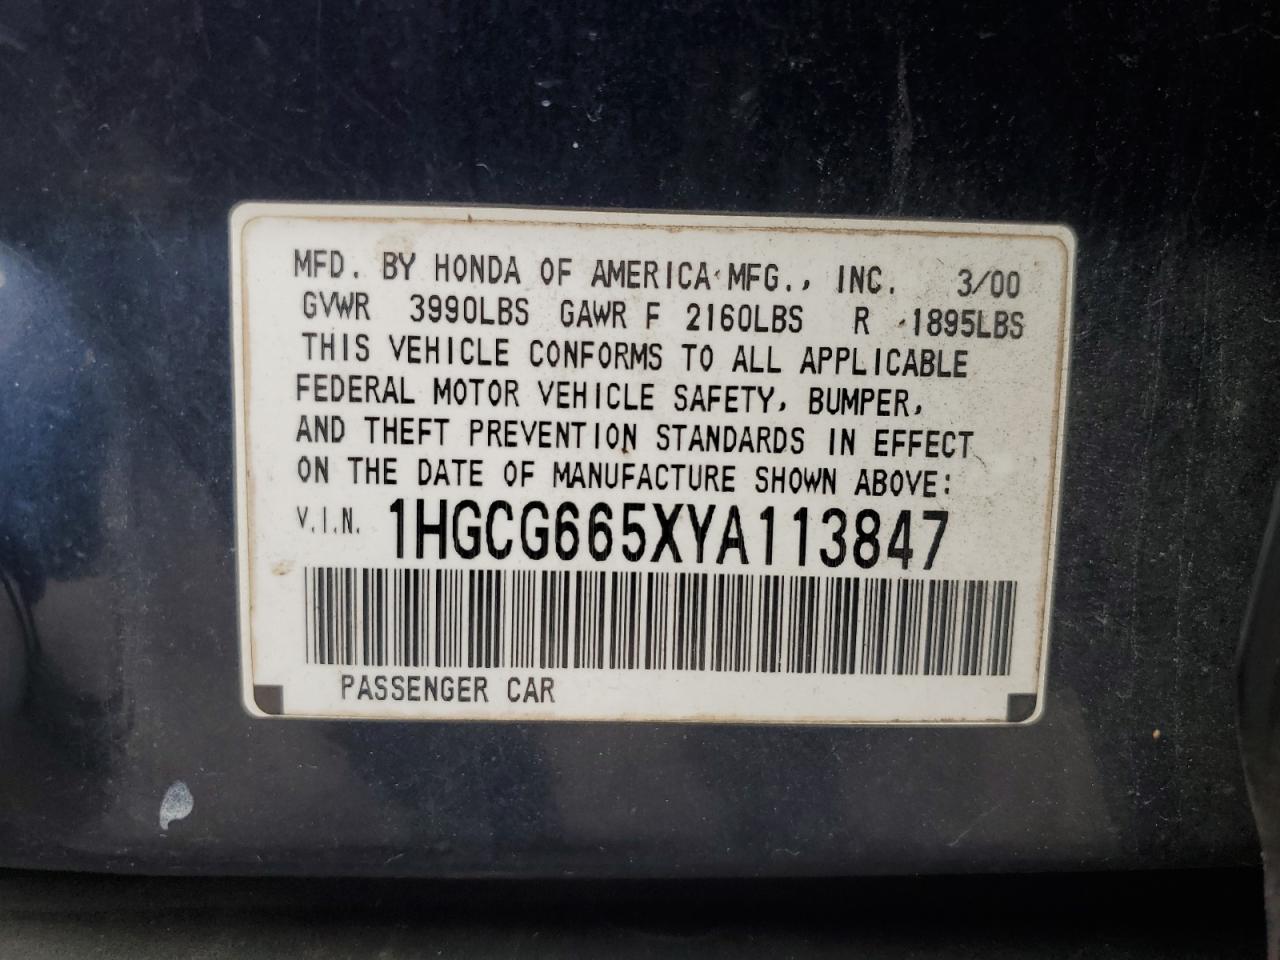 MFD. BY HONDA OF AMERICA MFG., INC. 3/00
GVWR 3990LBS GAWR F 2160LBS R 1895LBS
THIS VEHICLE CONFORMS TO ALL APPLICABLE
FEDERAL MOTOR VEHICLE SAFETY, BUMPER,
AND THEFT PREVENTION STANDARDS IN EFFECT
ON THE DATE OF MANUFACTURE SHOWN ABOVE:
V.I.N. 1HGCG665XYA113847
PASSENGER CAR